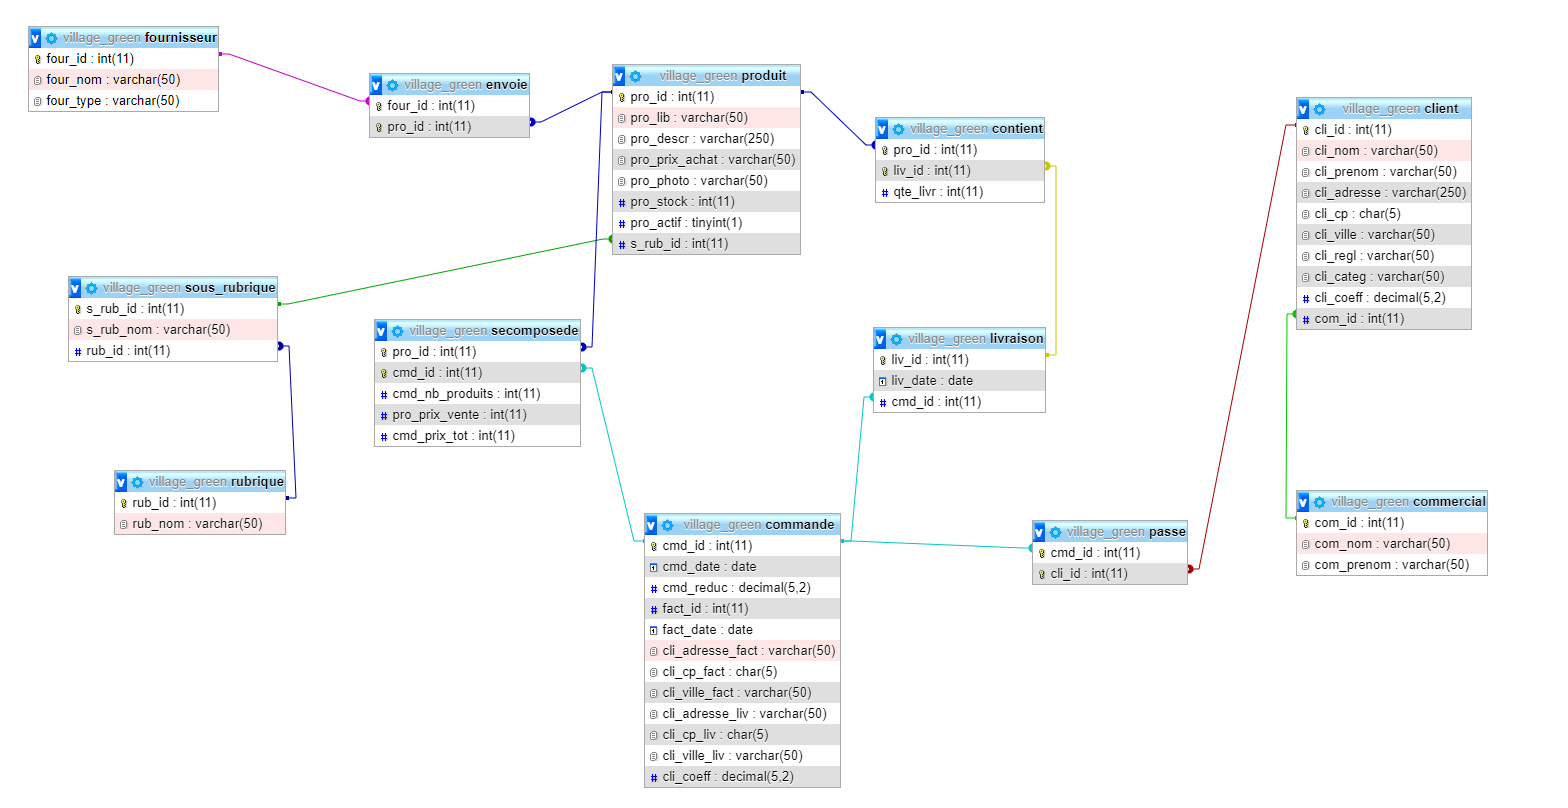 village_green fournisseur
four_id : int(11)
four_nom : varchar(50)
four_type : varchar(50)
village_green envoie
four_id : int(11)
pro_id : int(11)
village_green produit
pro_id : int(11)
pro_lib : varchar(50)
pro_descr : varchar(250)
pro_prix_achat : varchar(50)
pro_photo : varchar(50)
pro_stock : int(11)
pro_actif : tinyint(1)
s_rub_id : int(11)
village_green contient
pro_id : int(11)
liv_id : int(11)
qte_livr : int(11)
village_green client
cli_id : int(11)
cli_nom : varchar(50)
cli_prenom : varchar(50)
cli_adresse : varchar(250)
cli_cp : char(5)
cli_ville : varchar(50)
cli_regl : varchar(50)
cli_categ : varchar(50)
cli_coeff : decimal(5,2)
com_id : int(11)
village_green sous_rubrique
s_rub_id : int(11)
s_rub_nom : varchar(50)
rub_id : int(11)
village_green secomposede
pro_id : int(11)
cmd_id : int(11)
cmd_nb_produits : int(11)
pro_prix_vente : int(11)
cmd_prix_tot : int(11)
village_green livraison
liv_id : int(11)
liv_date : date
cmd_id : int(11)
village_green rubrique
rub_id : int(11)
rub_nom : varchar(50)
village_green commande
cmd_id : int(11)
cmd_date : date
cmd_reduc : decimal(5,2)
fact_id : int(11)
fact_date : date
cli_adresse_fact : varchar(50)
cli_cp_fact : char(5)
cli_ville_fact : varchar(50)
cli_adresse_liv : varchar(50)
cli_cp_liv : char(5)
cli_ville_liv : varchar(50)
cli_coeff : decimal(5,2)
village_green passe
cmd_id : int(11)
cli_id : int(11)
village_green commercial
com_id : int(11)
com_nom : varchar(50)
com_prenom : varchar(50)